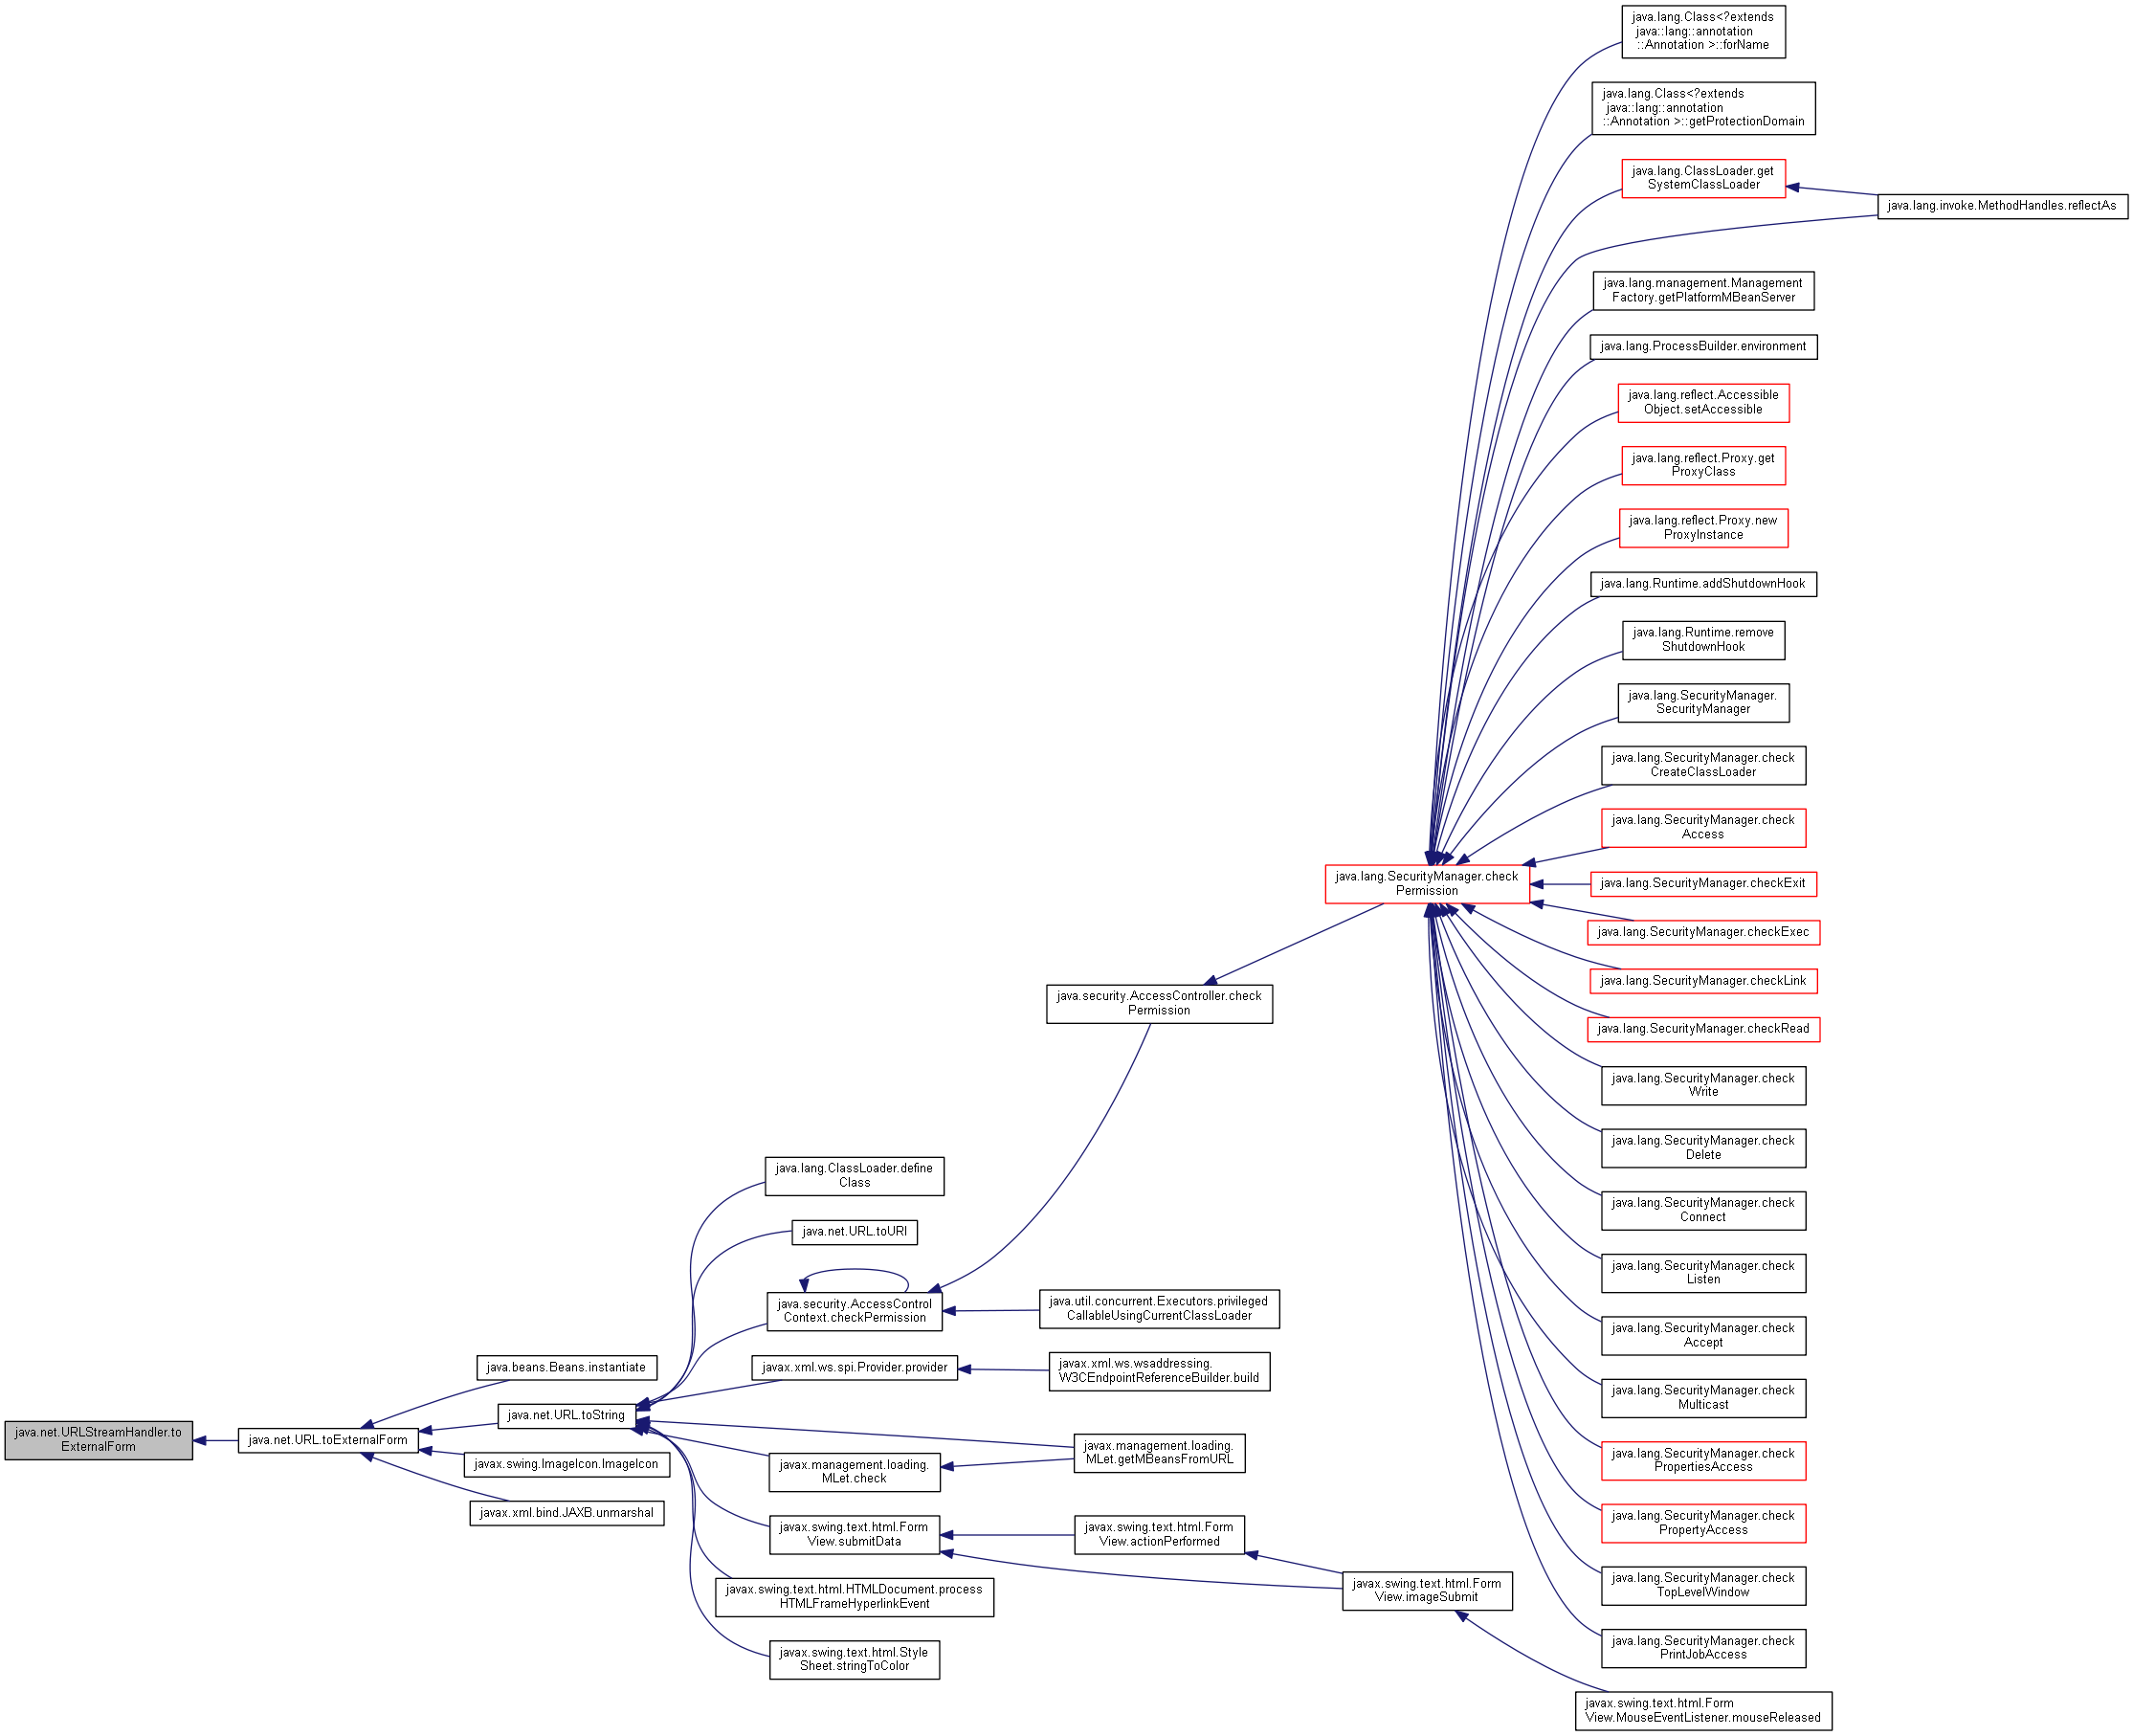 java.lang.Class<?extends
java::lang::annotation
::Annotation >::forName
java.lang.Class<?extends
java::lang::annotation
::Annotation >::getProtectionDomain
java.lang.ClassLoader.get
SystemClassLoader
java.lang.invoke.MethodHandles.reflectAs
java.lang.management.Management
Factory.getPlatformMBeanServer
java.lang.ProcessBuilder.environment
java.lang.reflect.Accessible
Object.setAccessible
java.lang.reflect.Proxy.get
ProxyClass
java.lang.reflect.Proxy.new
ProxyInstance
java.lang.Runtime.addShutdownHook
java.lang.Runtime.remove
ShutdownHook
java.lang.SecurityManager.
SecurityManager
java.lang.SecurityManager.check
CreateClassLoader
java.lang.SecurityManager.check
Access
java.lang.SecurityManager.check
Permission
java.lang.SecurityManager.checkExit
java.lang.SecurityManager.checkExec
java.lang.SecurityManager.checkLink
java.lang.SecurityManager.checkRead
java.security.AccessController.check
Permission
java.lang.SecurityManager.check
Write
java.lang.SecurityManager.check
Delete
java.lang.ClassLoader.define
Class
java.lang.SecurityManager.check
Connect
java.net.URL.toURI
java.lang.SecurityManager.check
Listen
java.security.AccessControl
Context.checkPermission
java.util.concurrent.Executors.privileged
CallableUsingCurrentClassLoader
java.lang.SecurityManager.check
Accept
java.beans.Beans.instantiate
javax.xml.ws.spi.Provider.provider
javax.xml.ws.wsaddressing.
W3CEndpointReferenceBuilder.build
java.lang.SecurityManager.check
Multicast
java.net.URL.toString
java.net.URLStreamHandler.to
ExternalForm
java.net.URL.toExternalForm
javax.swing.ImageIcon.ImageIcon
javax.management.loading.
MLet.check
javax.management.loading.
MLet.getMBeansFromURL
java.lang.SecurityManager.check
PropertiesAccess
javax.xml.bind.JAXB.unmarshal
javax.swing.text.html.Form
View.submitData
javax.swing.text.html.Form
View.actionPerformed
java.lang.SecurityManager.check
PropertyAccess
javax.swing.text.html.HTMLDocument.process
HTMLFrameHyperlinkEvent
javax.swing.text.html.Form
View.imageSubmit
java.lang.SecurityManager.check
TopLevelWindow
javax.swing.text.html.Style
Sheet.stringToColor
java.lang.SecurityManager.check
PrintJobAccess
javax.swing.text.html.Form
View.MouseEventListener.mouseReleased